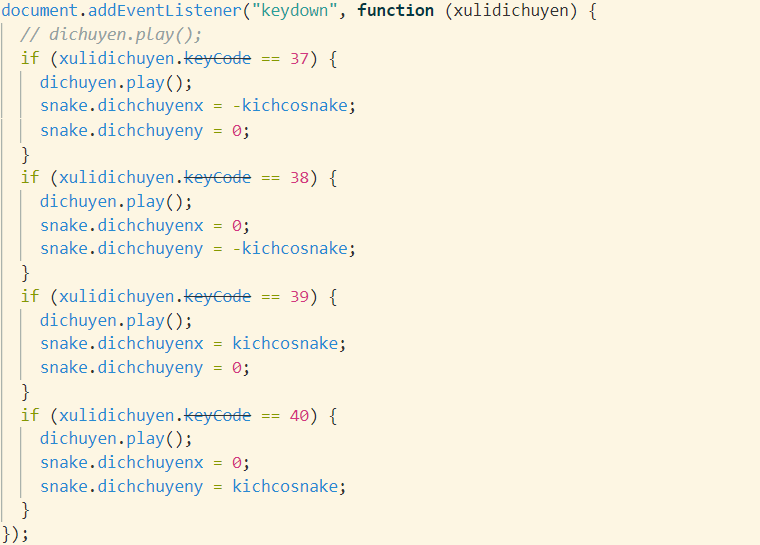 document.addEventListener("keydown", function (xulidichuyen) {
  // dichuyen.play();
  if (xulidichuyen.keyCode == 37) {
    dichuyen.play();
    snake.dichchuyenx = -kichcosnake;
    snake.dichchuyeny = 0;
  }
  if (xulidichuyen.keyCode == 38) {
    dichuyen.play();
    snake.dichchuyenx = 0;
    snake.dichchuyeny = -kichcosnake;
  }
  if (xulidichuyen.keyCode == 39) {
    dichuyen.play();
    snake.dichchuyenx = kichcosnake;
    snake.dichchuyeny = 0;
  }
  if (xulidichuyen.keyCode == 40) {
    dichuyen.play();
    snake.dichchuyenx = 0;
    snake.dichchuyeny = kichcosnake;
  }
});